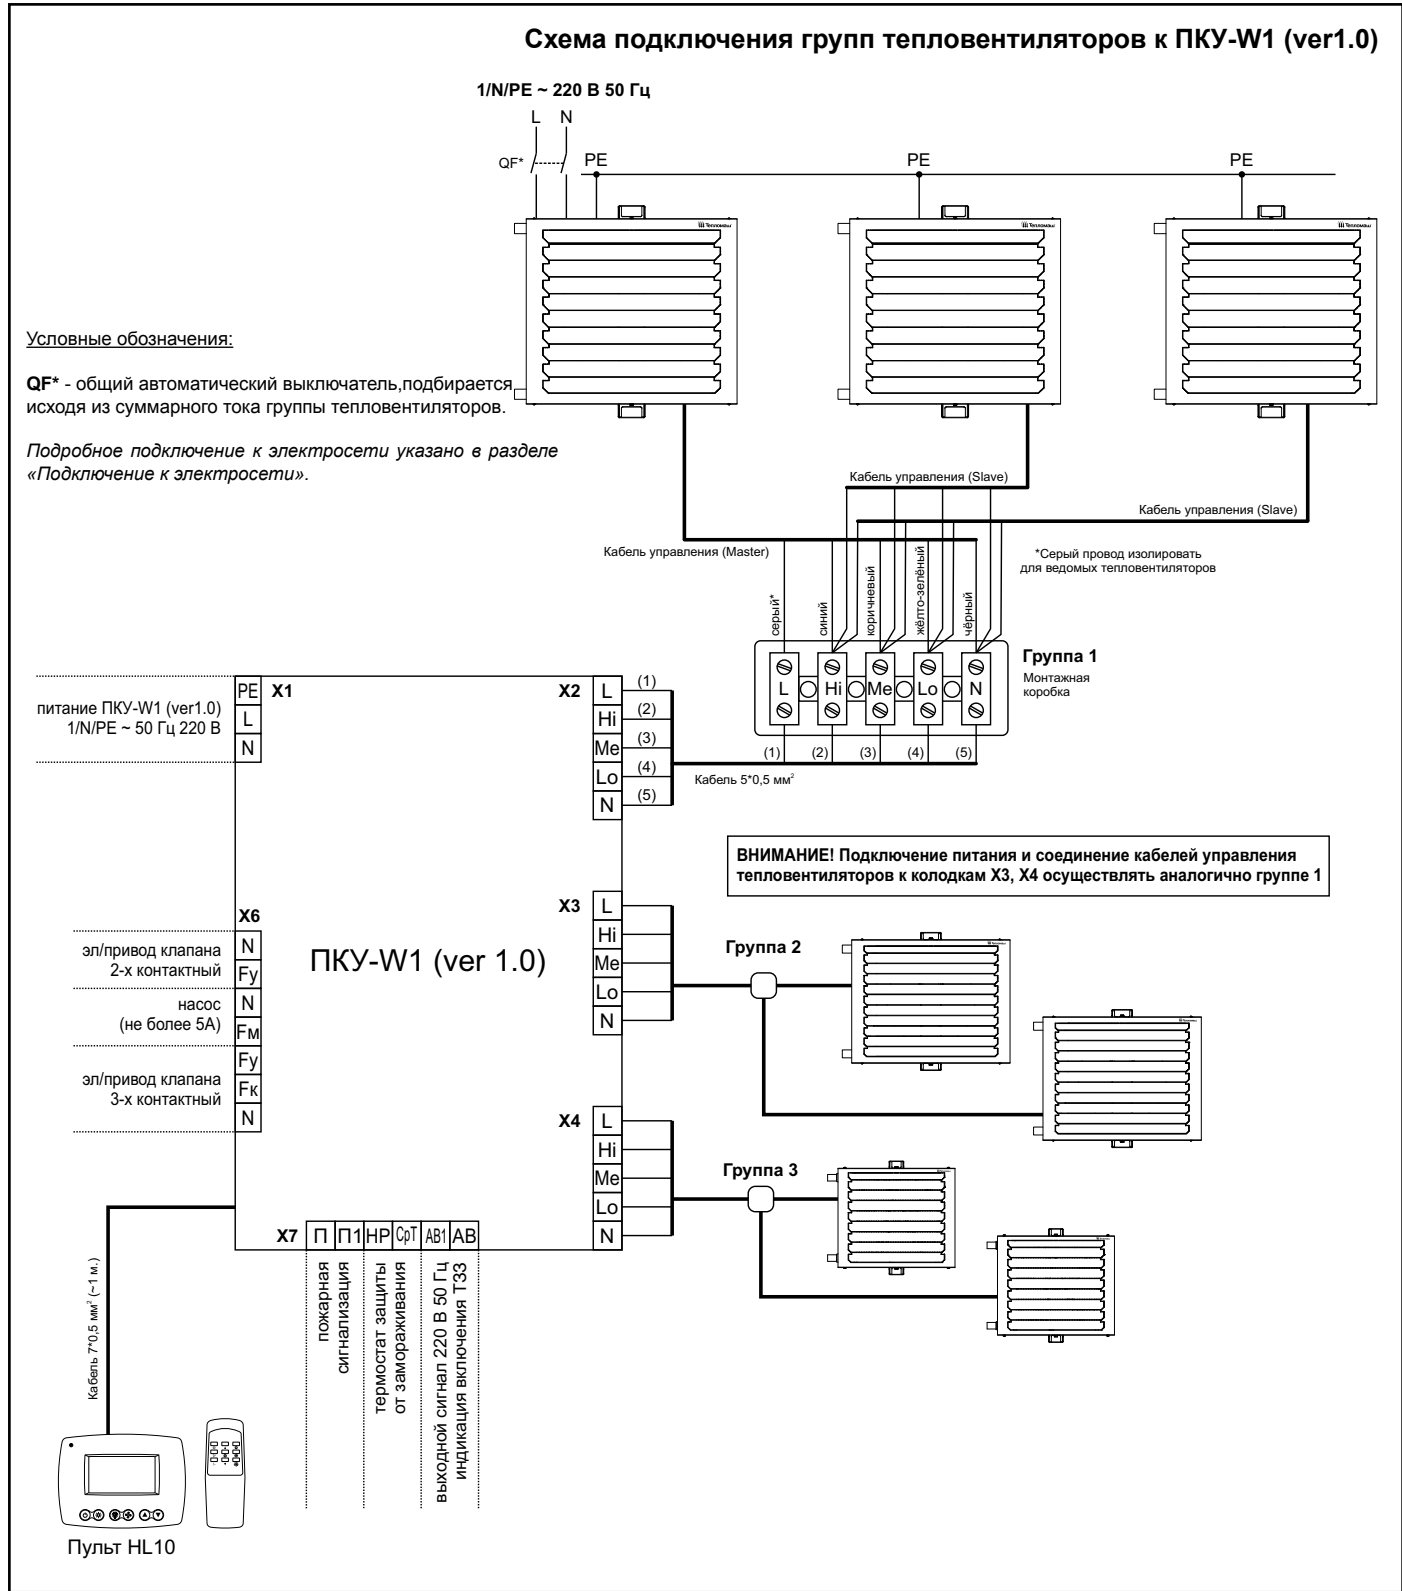 Схема подключения групп тепловентиляторов к ПКУ-W1 (ver1.0)
1/N/PE ~ 220 В 50 Гц
L N
QF*
PE
PE
PE
Тепломаш
Тепломаш
Тепломаш
Условные обозначения:
QF* - общий автоматический выключатель,подбирается
исходя из суммарного тока группы тепловентиляторов.
Подробное подключение к электросети указано в разделе
«Подключение к электросети».
Кабель управления (Slave)
Кабель управления (Slave)
Кабель управления (Master)
*Серый провод изолировать
для ведомых тепловентиляторов
серый*
синий
коричневый
жёлто-зелёный
чёрный
L Hi Me Lo N
Группа 1
Монтажная
коробка
(1) (2) (3) (4) (5)
Кабель 5*0,5 мм²
питание ПКУ-W1 (ver1.0)
1/N/PE ~ 50 Гц 220 В
X1
PE
L
N
X2
L
Hi
Me
Lo
N
(1)
(2)
(3)
(4)
(5)
ВНИМАНИЕ! Подключение питания и соединение кабелей управления
тепловентиляторов к колодкам X3, X4 осуществлять аналогично группе 1
ПКУ-W1 (ver 1.0)
X6
N
Fу
N
Fм
Fу
Fк
N
эл/привод клапана
2-х контактный
насос
(не более 5А)
эл/привод клапана
3-х контактный
X3
L
Hi
Me
Lo
N
Группа 2
X4
L
Hi
Me
Lo
N
Группа 3
X7
П П1 НР СрТ АВ1 АВ
пожарная
сигнализация
термостат защиты
от замораживания
выходной сигнал 220 В 50 Гц
индикация включения ТЗЗ
Кабель 7*0,5 мм² (~1 м.)
Пульт HL10